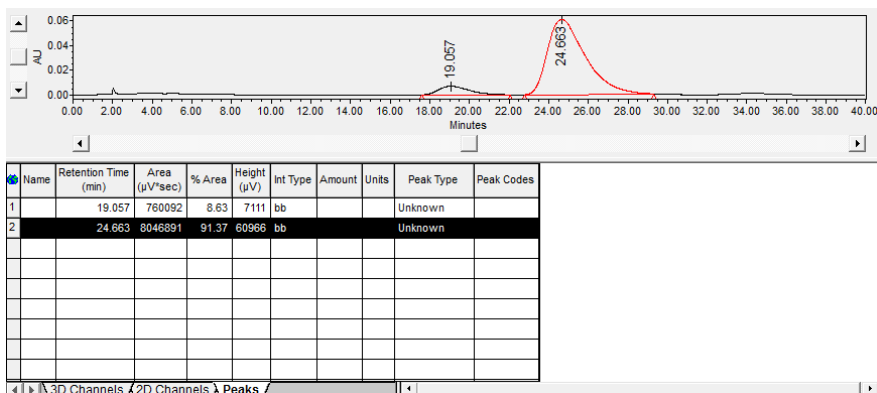 0.06
0.04
0.02
0.00
AU
19.057
24.663
0.00 2.00 4.00 6.00 8.00 10.00 12.00 14.00 16.00 18.00 20.00 22.00 24.00 26.00 28.00 30.00 32.00 34.00 36.00 38.00 40.00
Minutes
Name Retention Time (min) Area (µV*sec) % Area Height (µV) Int Type Amount Units Peak Type Peak Codes
1 19.057 760092 8.63 7111 bb Unknown
2 24.663 8046891 91.37 60966 bb Unknown
3D Channels 2D Channels Peaks